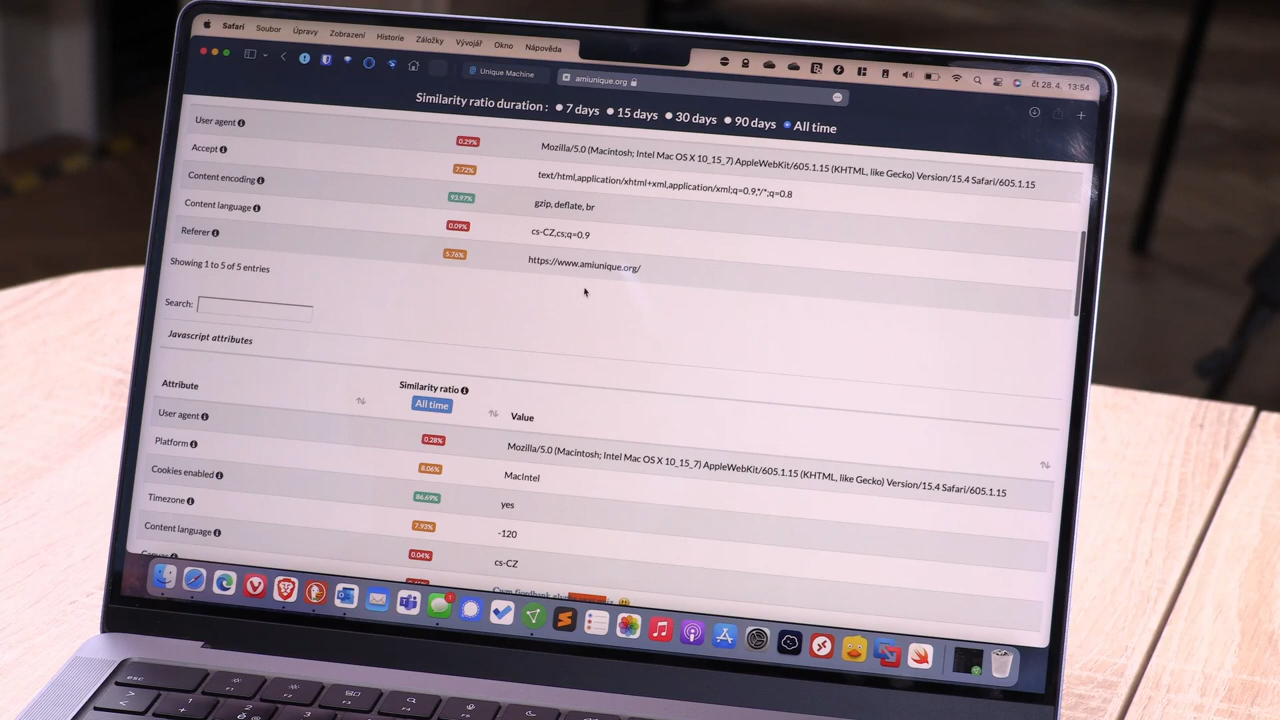 Safari Soubor Úpravy Zobrazení Historie Záložky Vývojář Okno Nápověda čt 28. 4. 13:54
Unique Machine amiunique.org
Similarity ratio duration : 7 days 15 days 30 days 90 days All time
User agent 0.29% Mozilla/5.0 (Macintosh; Intel Mac OS X 10_15_7) AppleWebKit/605.1.15 (KHTML, like Gecko) Version/15.4 Safari/605.1.15
Accept 7.72% text/html,application/xhtml+xml,application/xml;q=0.9,*/*;q=0.8
Content encoding 93.97% gzip, deflate, br
Content language 0.09% cs-CZ,cs;q=0.9
Referer 5.76% https://www.amiunique.org/
Showing 1 to 5 of 5 entries
Search:
Javascript attributes
Attribute Similarity ratio Value
All time
User agent 0.28% Mozilla/5.0 (Macintosh; Intel Mac OS X 10_15_7) AppleWebKit/605.1.15 (KHTML, like Gecko) Version/15.4 Safari/605.1.15
Platform 8.06% MacIntel
Cookies enabled 86.69% yes
Timezone 7.93% -120
Content language 0.04% cs-CZ
Cwm fjordbank
esc F1 F2